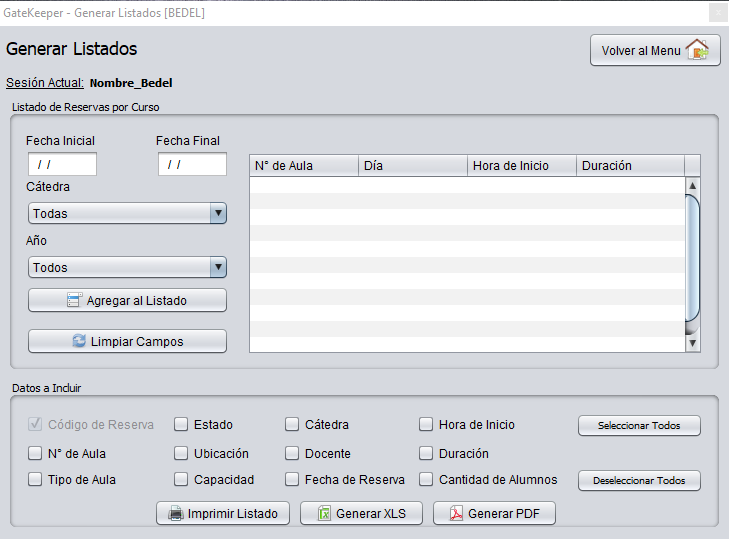 GateKeeper - Generar Listados [BEDEL]
Generar Listados
Volver al Menu
Sesión Actual: Nombre_Bedel
Listado de Reservas por Curso
Fecha Inicial Fecha Final
/ / / /
N° de Aula Día Hora de Inicio Duración
Cátedra
Todas
Año
Todos
Agregar al Listado
Limpiar Campos
Datos a Incluir
Código de Reserva Estado Cátedra Hora de Inicio Seleccionar Todos
N° de Aula Ubicación Docente Duración
Tipo de Aula Capacidad Fecha de Reserva Cantidad de Alumnos Deseleccionar Todos
Imprimir Listado Generar XLS Generar PDF